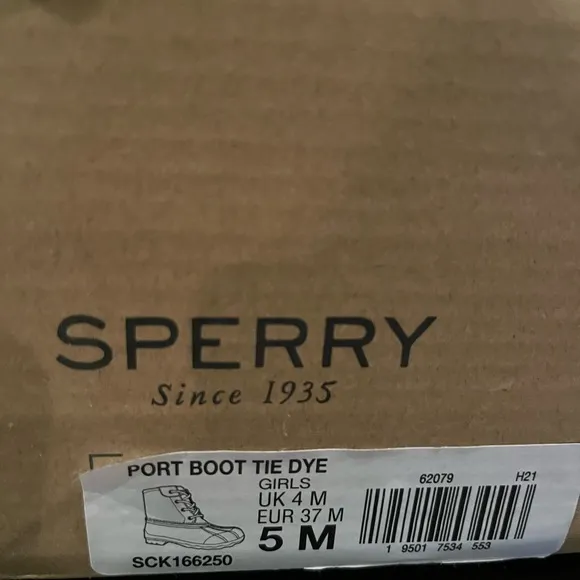 SPERRY
Since 1935
PORT BOOT TIE DYE
GIRLS
UK 4 M
EUR 37 M
5 M
SCK166250
62079 H21
1 9501 7534 553